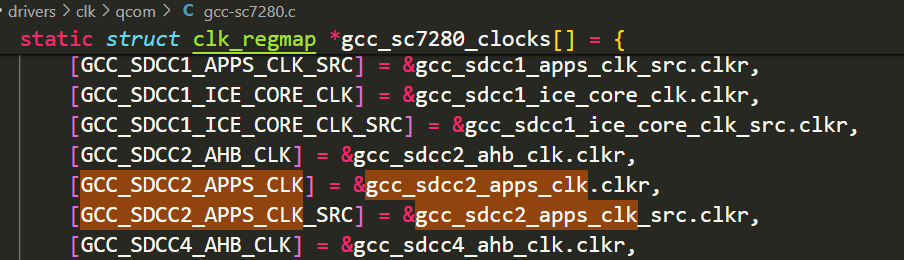 drivers > clk > qcom > C gcc-sc7280.c
static struct clk_regmap *gcc_sc7280_clocks[] = {
[GCC_SDCC1_APPS_CLK_SRC] = &gcc_sdcc1_apps_clk_src.clkr,
[GCC_SDCC1_ICE_CORE_CLK] = &gcc_sdcc1_ice_core_clk.clkr,
[GCC_SDCC1_ICE_CORE_CLK_SRC] = &gcc_sdcc1_ice_core_clk_src.clkr,
[GCC_SDCC2_AHB_CLK] = &gcc_sdcc2_ahb_clk.clkr,
[GCC_SDCC2_APPS_CLK] = &gcc_sdcc2_apps_clk.clkr,
[GCC_SDCC2_APPS_CLK_SRC] = &gcc_sdcc2_apps_clk_src.clkr,
[GCC_SDCC4_AHB_CLK] = &gcc_sdcc4_ahb_clk.clkr,